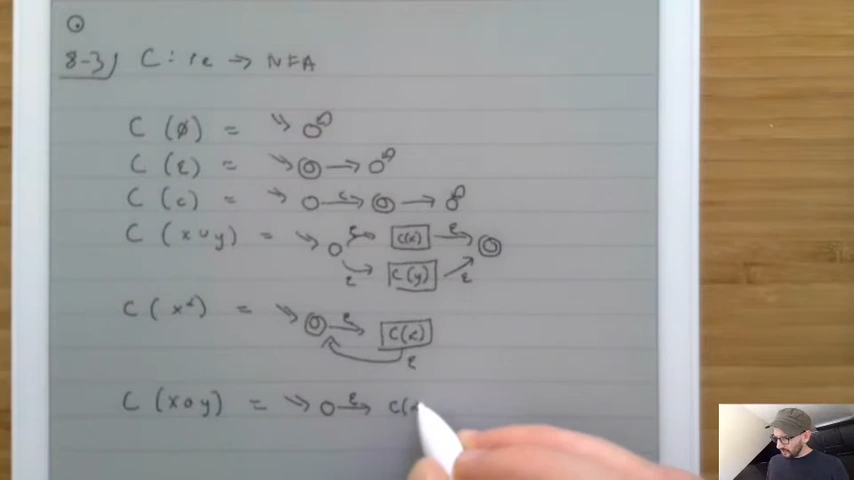 8-3) C : re → NFA
C (∅) =
C (ε) =
C (c) = c
C (x ∪ y) = ε C(x) ε
ε C(y) ε
C (x*) = ε C(x)
ε
C (x ∘ y) = ε C(